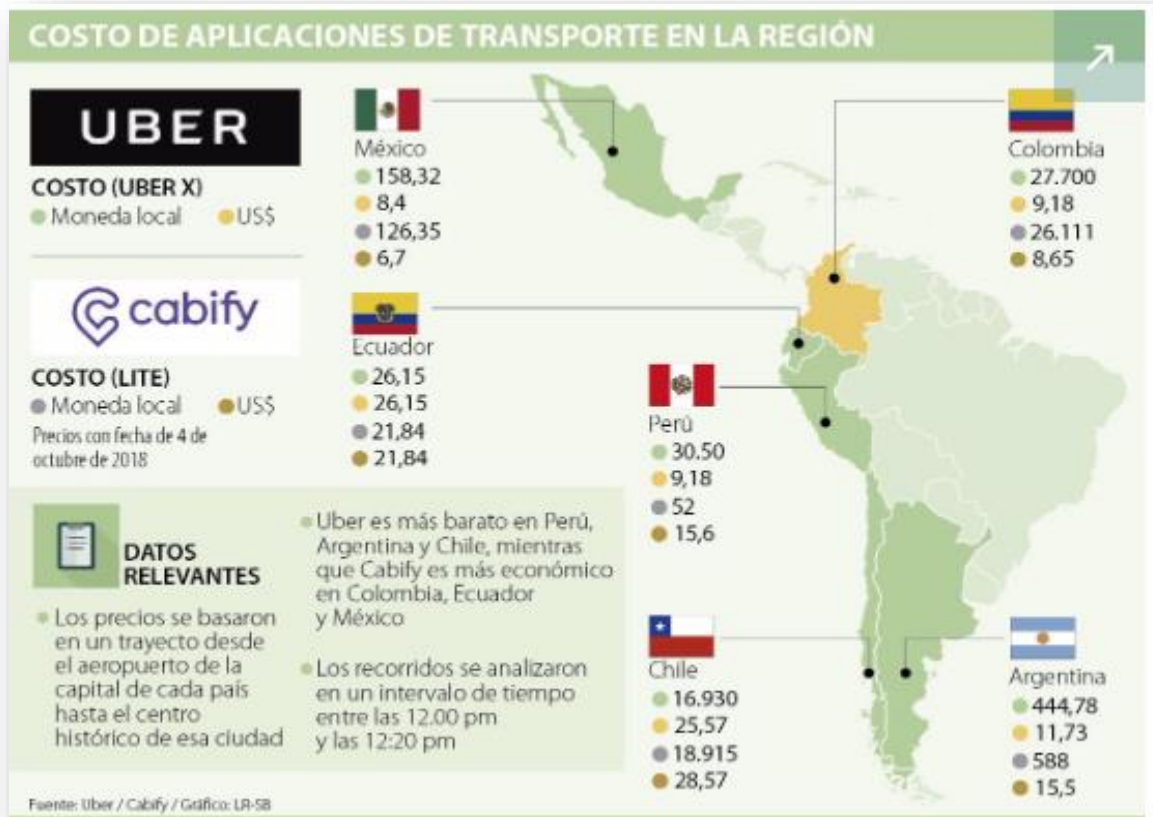 COSTO DE APLICACIONES DE TRANSPORTE EN LA REGIÓN
UBER
COSTO (UBER X)
Moneda local US$
cabify
COSTO (LITE)
Moneda local US$
Precios con fecha de 4 de
octubre de 2018
México
158,32
8,4
126,35
6,7
Colombia
27.700
9,18
26.111
8,65
Ecuador
26,15
26,15
21,84
21,84
Perú
30.50
9,18
52
15,6
Chile
16.930
25,57
18.915
28,57
Argentina
444,78
11,73
588
15,5
DATOS
RELEVANTES
Los precios se basaron
en un trayecto desde
el aeropuerto de la
capital de cada país
hasta el centro
histórico de esa ciudad
Uber es más barato en Perú,
Argentina y Chile, mientras
que Cabify es más económico
en Colombia, Ecuador
y México
Los recorridos se analizaron
en un intervalo de tiempo
entre las 12.00 pm
y las 12:20 pm
Fuente: Uber / Cabify / Gráfico: LR-SB